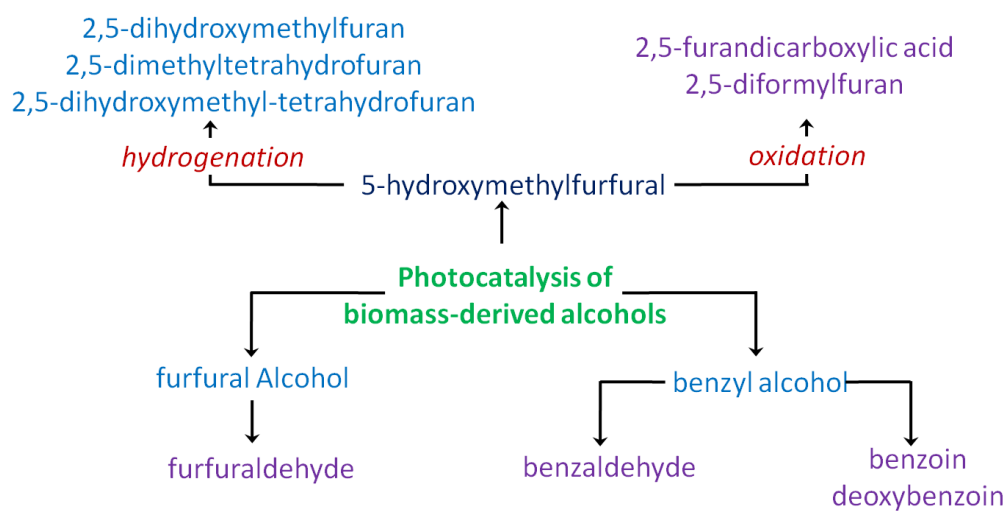 2,5-dihydroxymethylfuran
2,5-dimethyltetrahydrofuran
2,5-dihydroxymethyl-tetrahydrofuran
2,5-furandicarboxylic acid
2,5-diformylfuran
hydrogenation
oxidation
5-hydroxymethylfurfural
Photocatalysis of
biomass-derived alcohols
furfural Alcohol
benzyl alcohol
furfuraldehyde
benzaldehyde
benzoin
deoxybenzoin